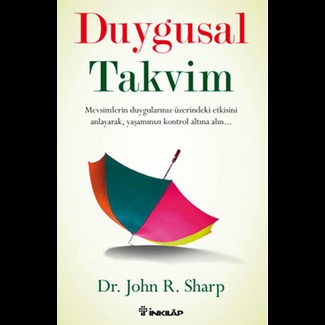 Duygusal
Takvim
Mevsimlerin duygularınız üzerindeki etkisini
anlayarak, yaşamınızı kontrol altına alın...
Dr. John R. Sharp
İNKILÂP